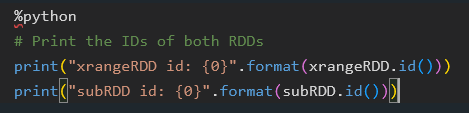 %python
# Print the IDs of both RDDs
print("xrangeRDD id: {0}".format(xrangeRDD.id()))
print("subRDD id: {0}".format(subRDD.id()))